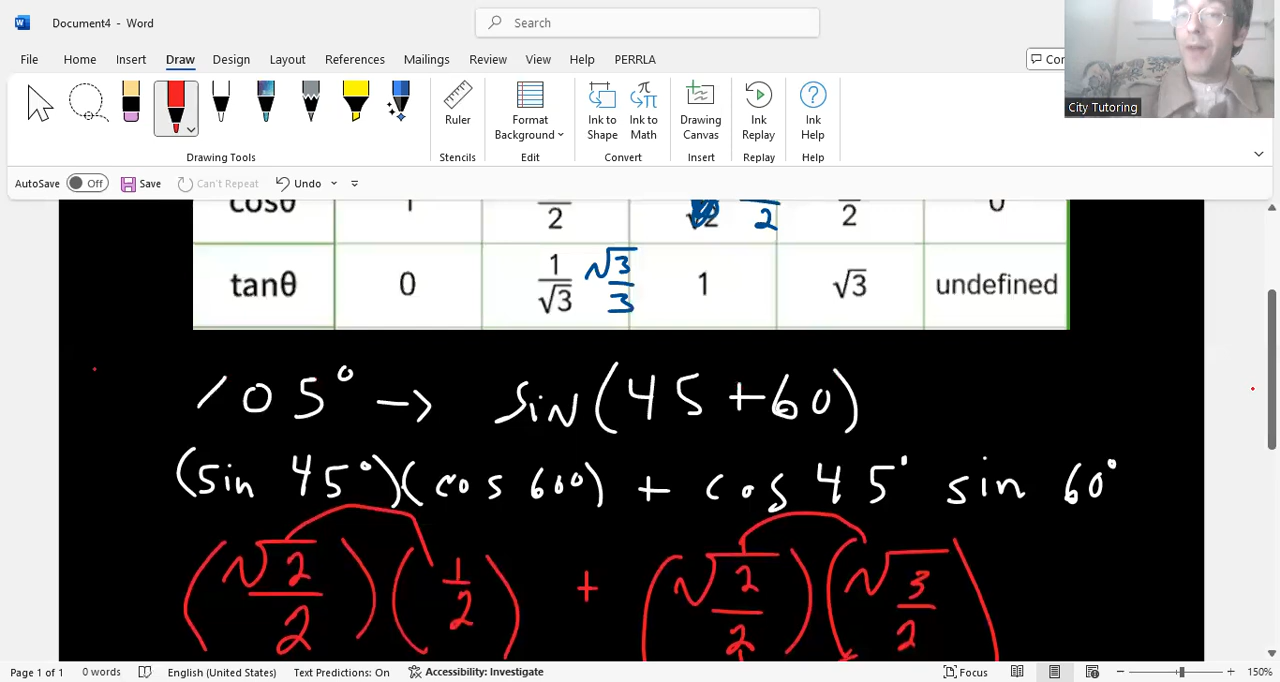 Document4 - Word
Search
File Home Insert Draw Design Layout References Mailings Review View Help PERRLA
Ruler
Format Background
Ink to Shape
Ink to Math
Drawing Canvas
Ink Replay
Ink Help
City Tutoring
Drawing Tools Stencils Edit Convert Insert Replay Help
AutoSave Off Save Can't Repeat Undo
cosθ 1 2 √2 2 2 0
tanθ 0 1/√3 √3/3 1 √3 undefined
105° -> sin(45+60)
(sin 45°)(cos 60°) + cos 45° sin 60°
(√2/2)(1/2) + (√2/2)(√3/2)
Page 1 of 1 0 words English (United States) Text Predictions: On Accessibility: Investigate Focus 150%